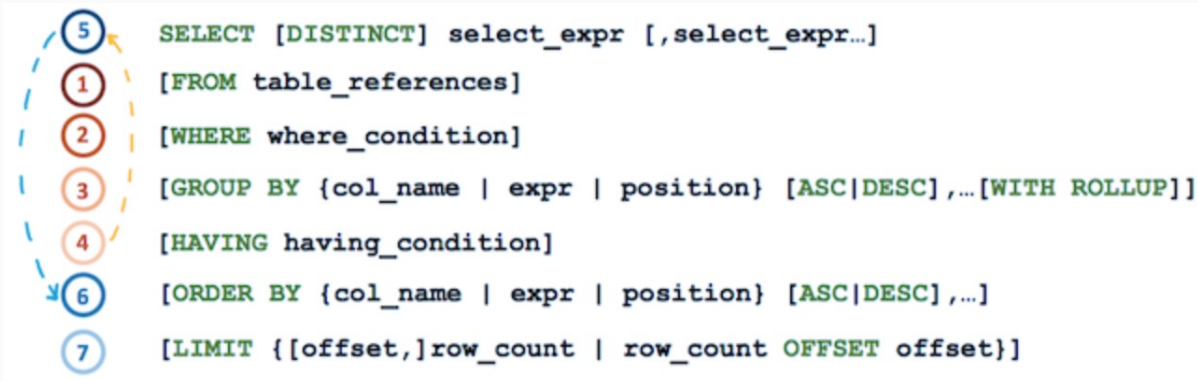 5 SELECT [DISTINCT] select_expr [,select_expr…]
1 [FROM table_references]
2 [WHERE where_condition]
3 [GROUP BY {col_name | expr | position} [ASC|DESC],…[WITH ROLLUP]]
4 [HAVING having_condition]
6 [ORDER BY {col_name | expr | position} [ASC|DESC],…]
7 [LIMIT {[offset,]row_count | row_count OFFSET offset}]